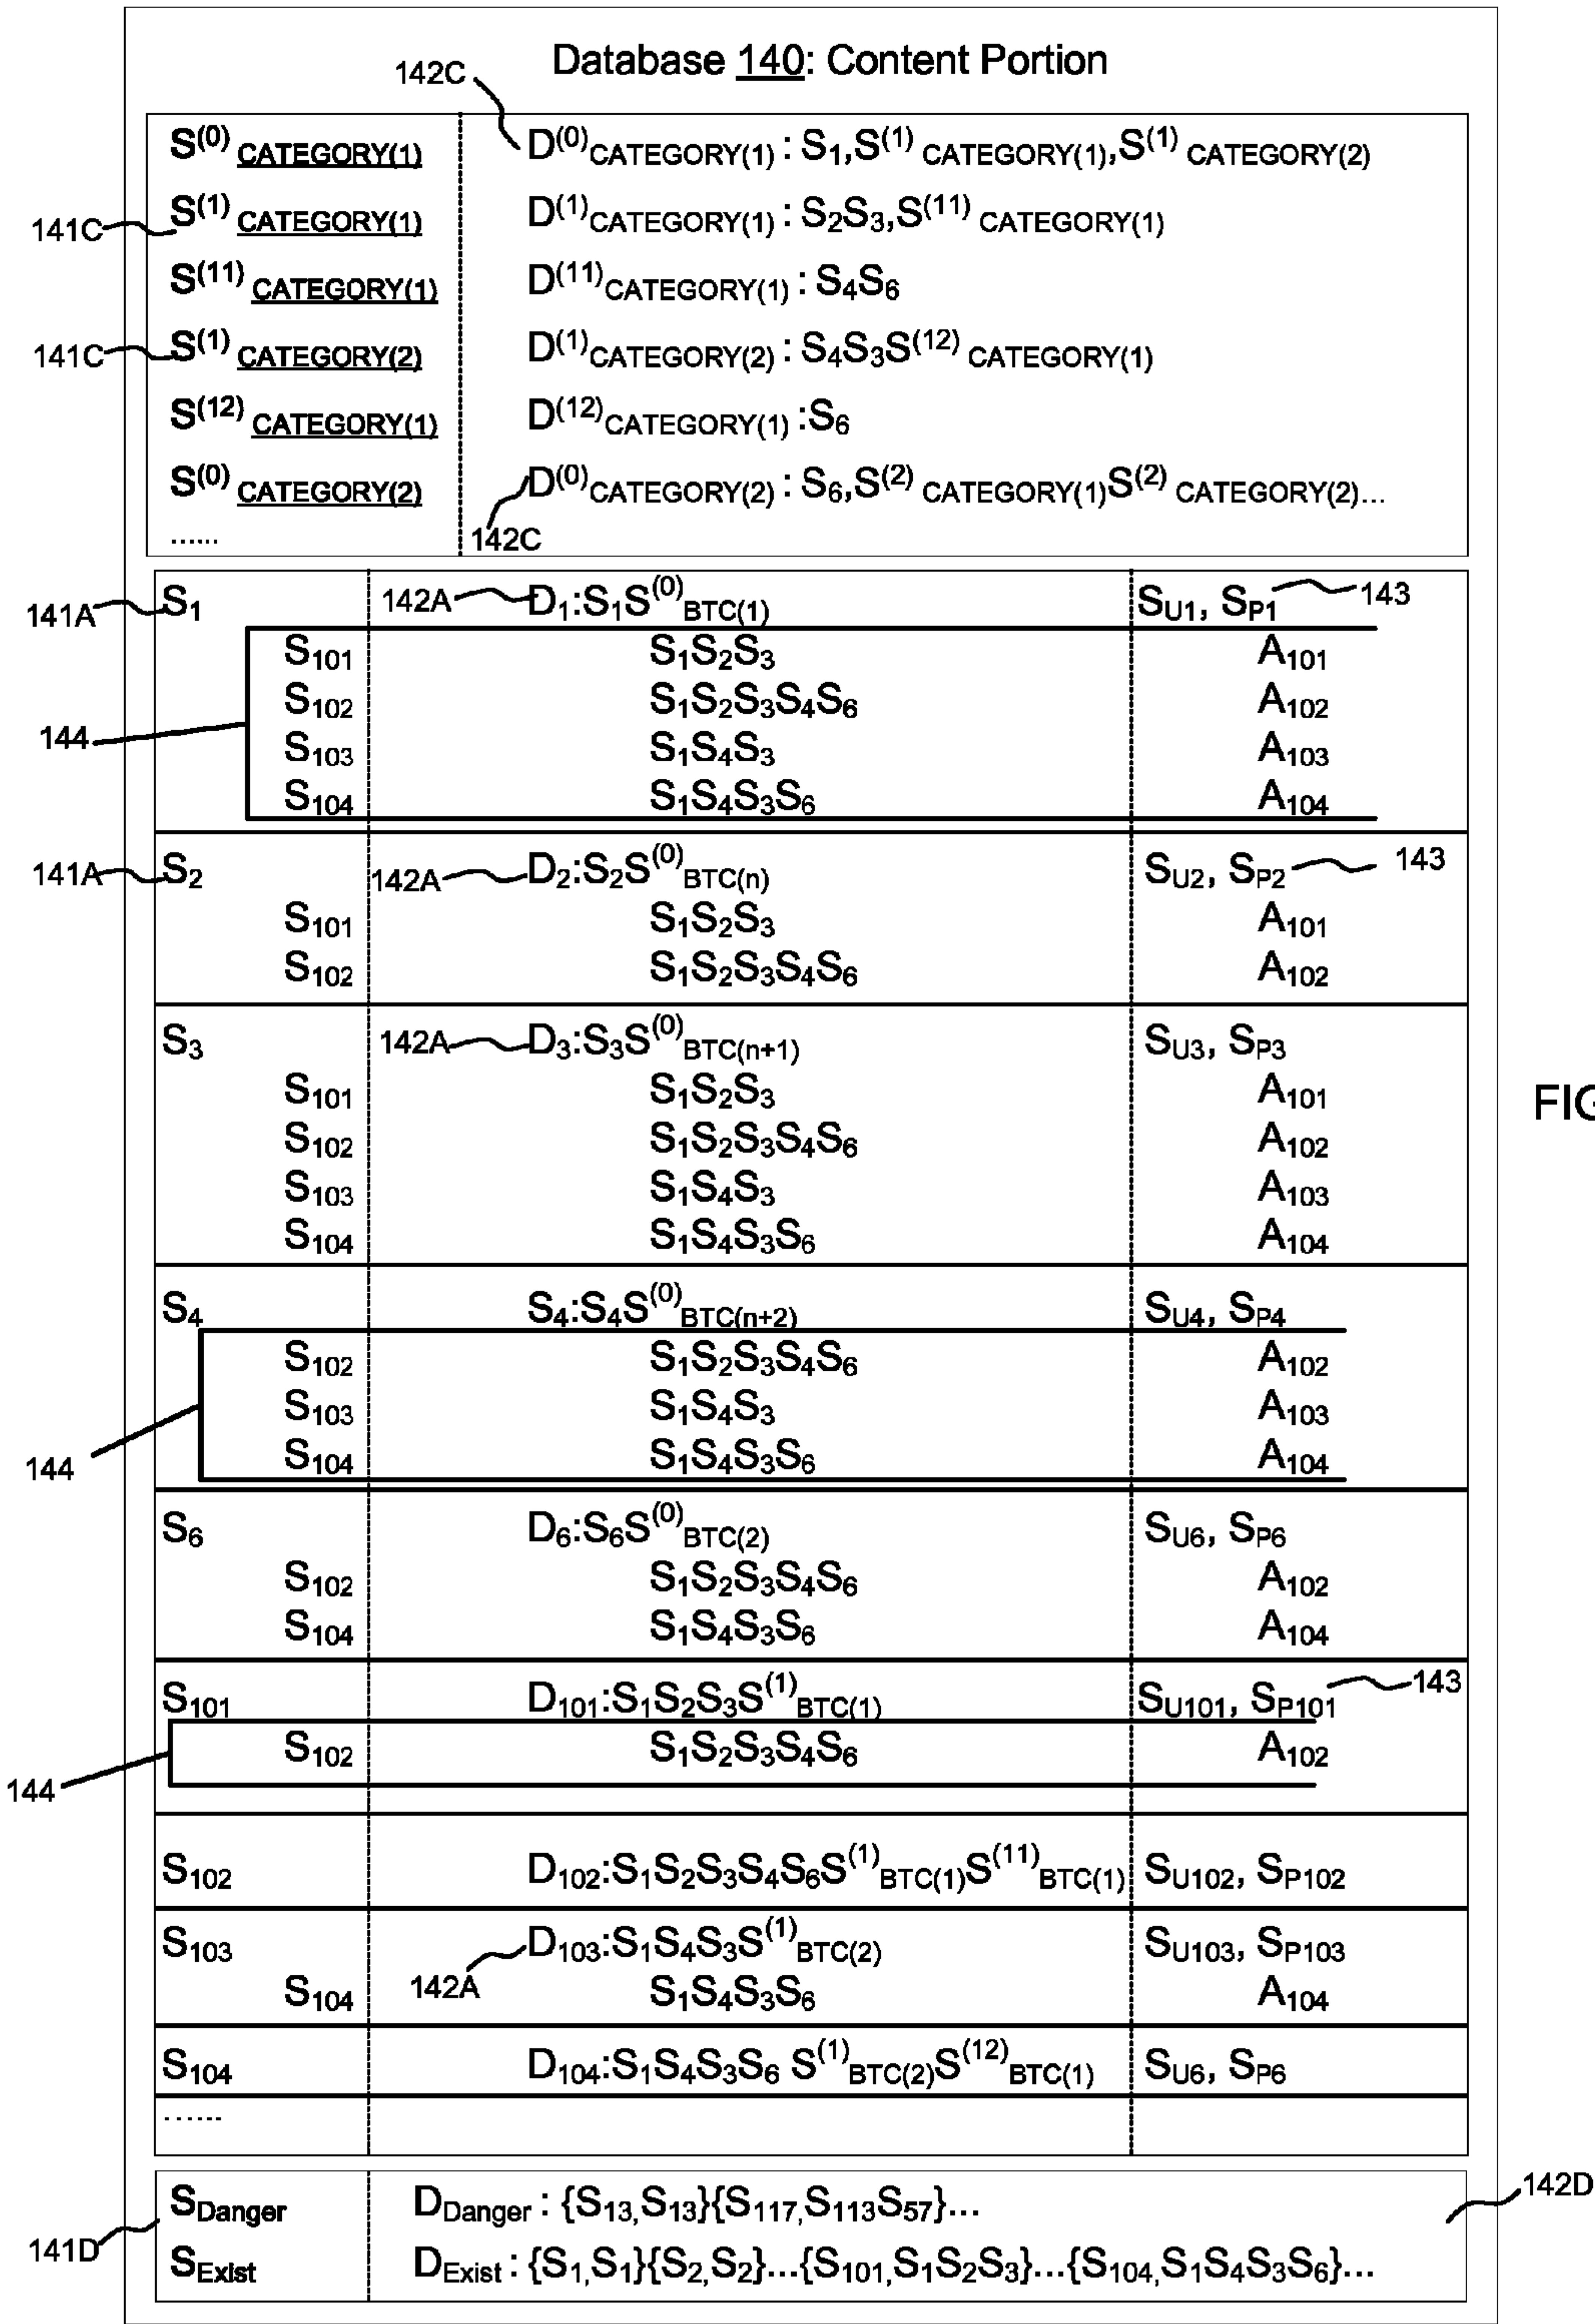 Database 140: Content Portion
142C
S(0) CATEGORY(1) D(0)CATEGORY(1) : S1,S(1) CATEGORY(1),S(1) CATEGORY(2)
141C S(1) CATEGORY(1) D(1)CATEGORY(1) : S2S3,S(11) CATEGORY(1)
S(11) CATEGORY(1) D(11)CATEGORY(1) : S4S6
141C S(1) CATEGORY(2) D(1)CATEGORY(2) : S4S3S(12) CATEGORY(1)
S(12) CATEGORY(1) D(12)CATEGORY(1) :S6
S(0) CATEGORY(2) D(0)CATEGORY(2) : S6,S(2) CATEGORY(1)S(2) CATEGORY(2)...
...... 142C
141A S1 142A D1:S1S(0)BTC(1) SU1, SP1 143
S101 S1S2S3 A101
S102 S1S2S3S4S6 A102
144
S103 S1S4S3 A103
S104 S1S4S3S6 A104
141A S2 142A D2:S2S(0)BTC(n) SU2, SP2 143
S101 S1S2S3 A101
S102 S1S2S3S4S6 A102
S3 142A D3:S3S(0)BTC(n+1) SU3, SP3
S101 S1S2S3 A101
FIG
S102 S1S2S3S4S6 A102
S103 S1S4S3 A103
S104 S1S4S3S6 A104
S4 S4:S4S(0)BTC(n+2) SU4, SP4
S102 S1S2S3S4S6 A102
S103 S1S4S3 A103
S104 S1S4S3S6 A104
144
S6 D6:S6S(0)BTC(2) SU6, SP6
S102 S1S2S3S4S6 A102
S104 S1S4S3S6 A104
S101 D101:S1S2S3S(1)BTC(1) SU101, SP101 143
S102 S1S2S3S4S6 A102
144
S102 D102:S1S2S3S4S6S(1)BTC(1)S(11)BTC(1) SU102, SP102
S103 D103:S1S4S3S(1)BTC(2) SU103, SP103
S104 142A S1S4S3S6 A104
S104 D104:S1S4S3S6 S(1)BTC(2)S(12)BTC(1) SU6, SP6
......
SDanger DDanger : {S13,S13}{S117,S113S57}... 142D
141D
SExist DExist : {S1,S1}{S2,S2}...{S101,S1S2S3}...{S104,S1S4S3S6}...